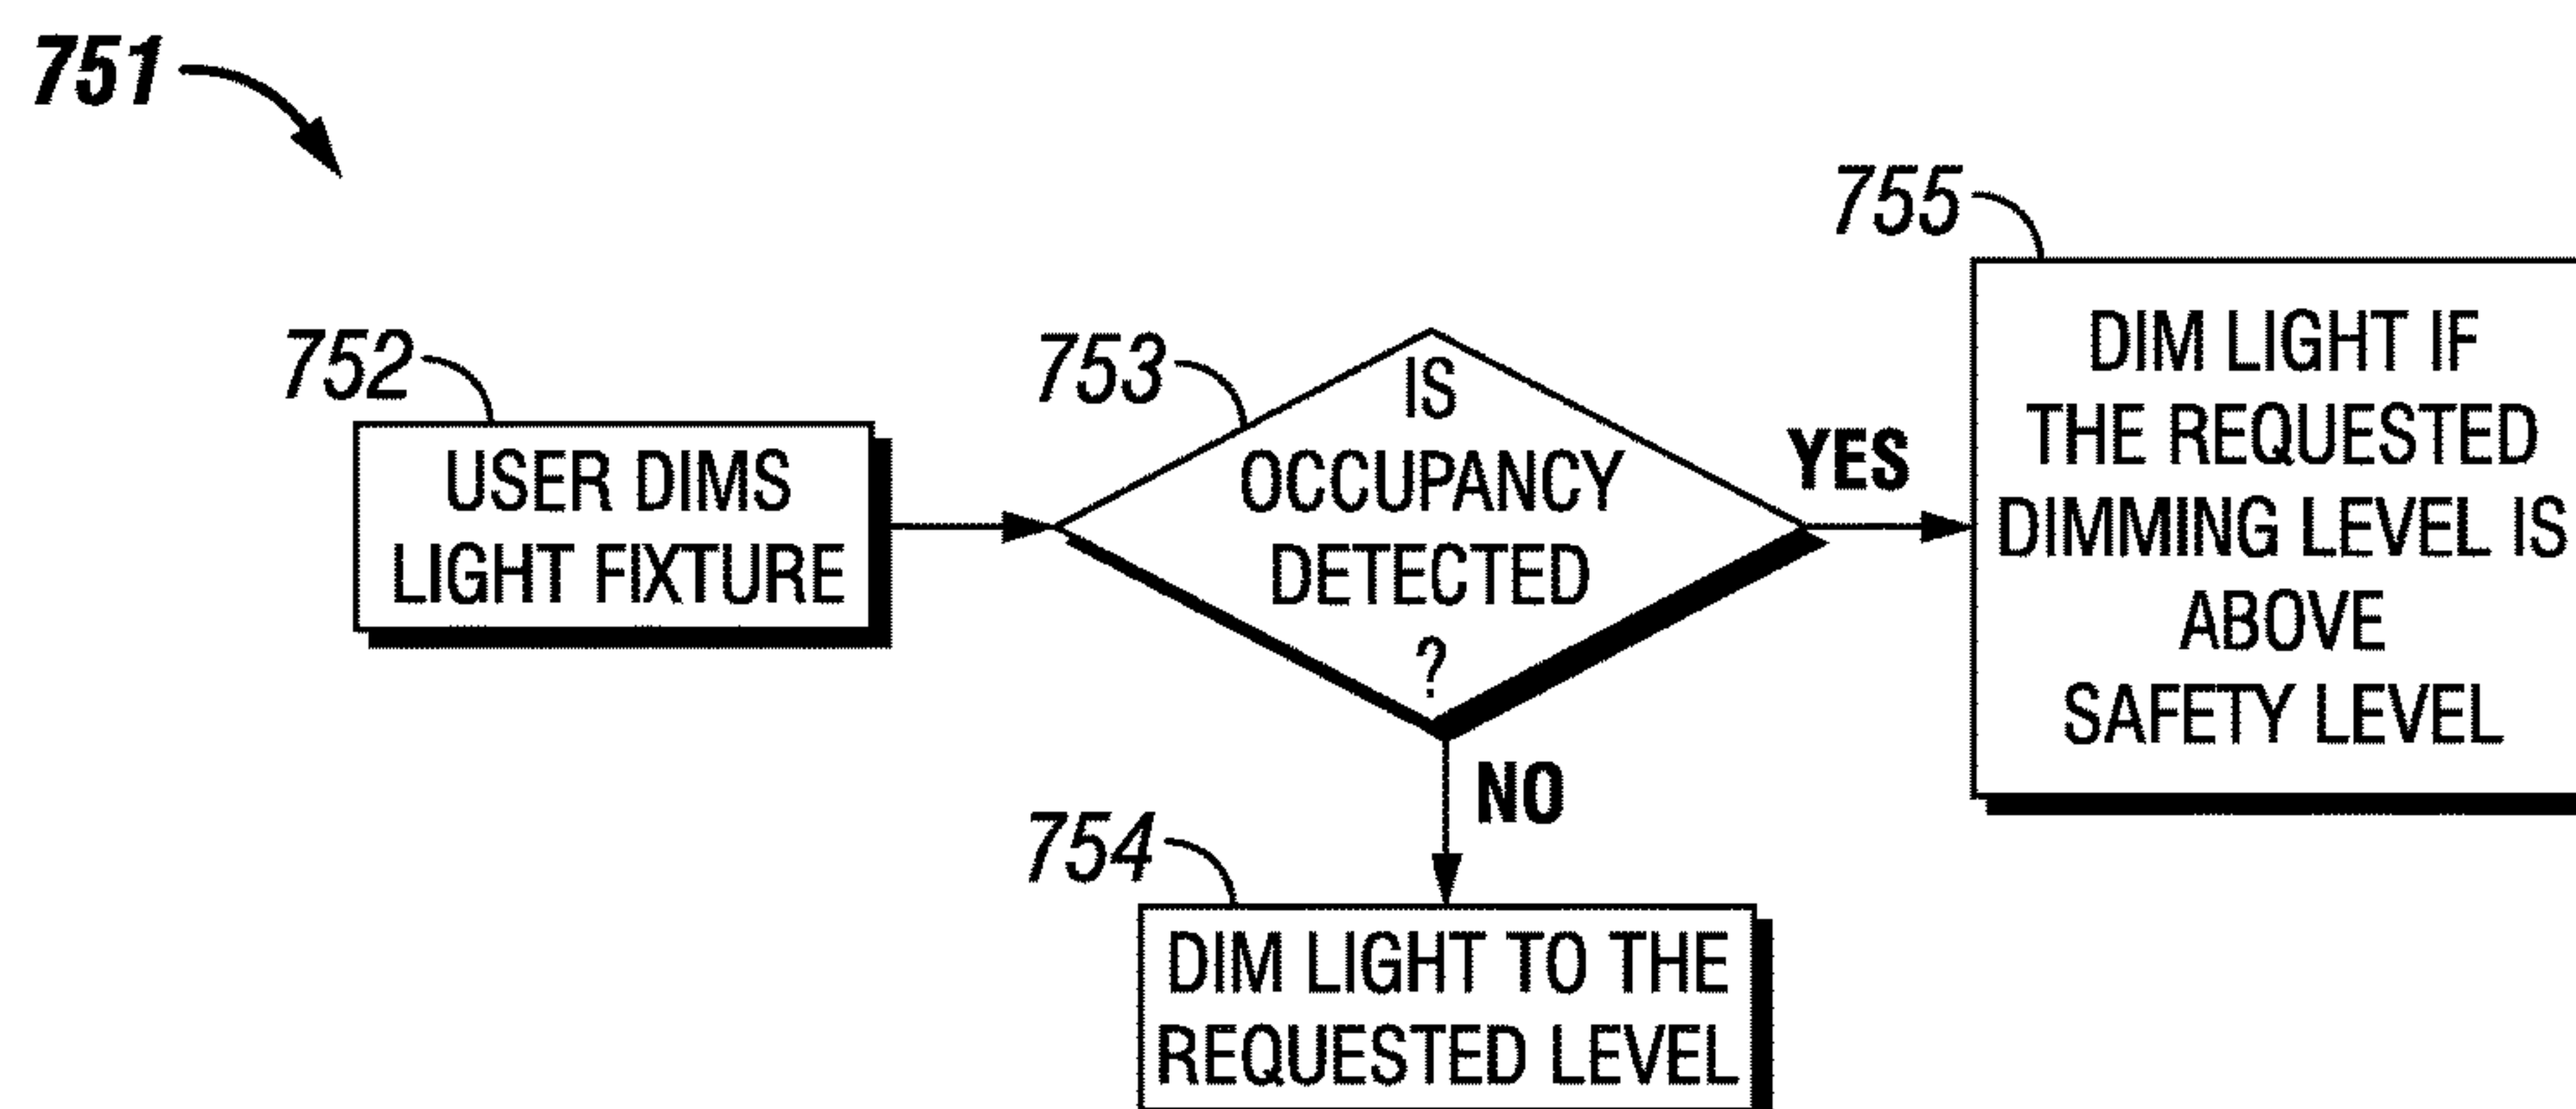 751
752
USER DIMS
LIGHT FIXTURE
753
IS
OCCUPANCY
DETECTED
?
YES
755
DIM LIGHT IF
THE REQUESTED
DIMMING LEVEL IS
ABOVE
SAFETY LEVEL
NO
754
DIM LIGHT TO THE
REQUESTED LEVEL